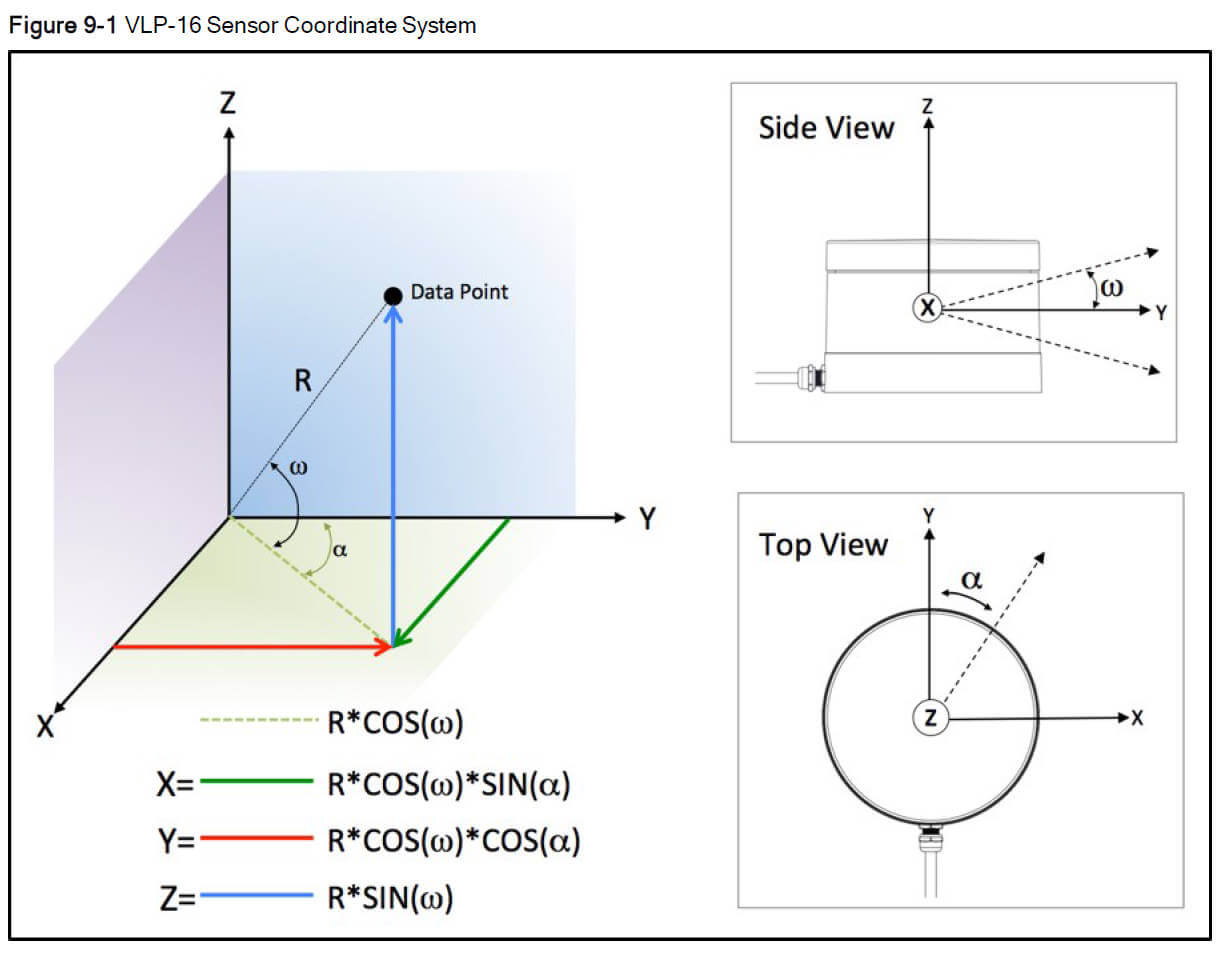 Figure 9-1 VLP-16 Sensor Coordinate System
Z
Data Point
R
ω
α
Y
X
R*COS(ω)
X= R*COS(ω)*SIN(α)
Y= R*COS(ω)*COS(α)
Z= R*SIN(ω)
Side View
Z
ω
X
Y
Top View
Y
α
Z
X